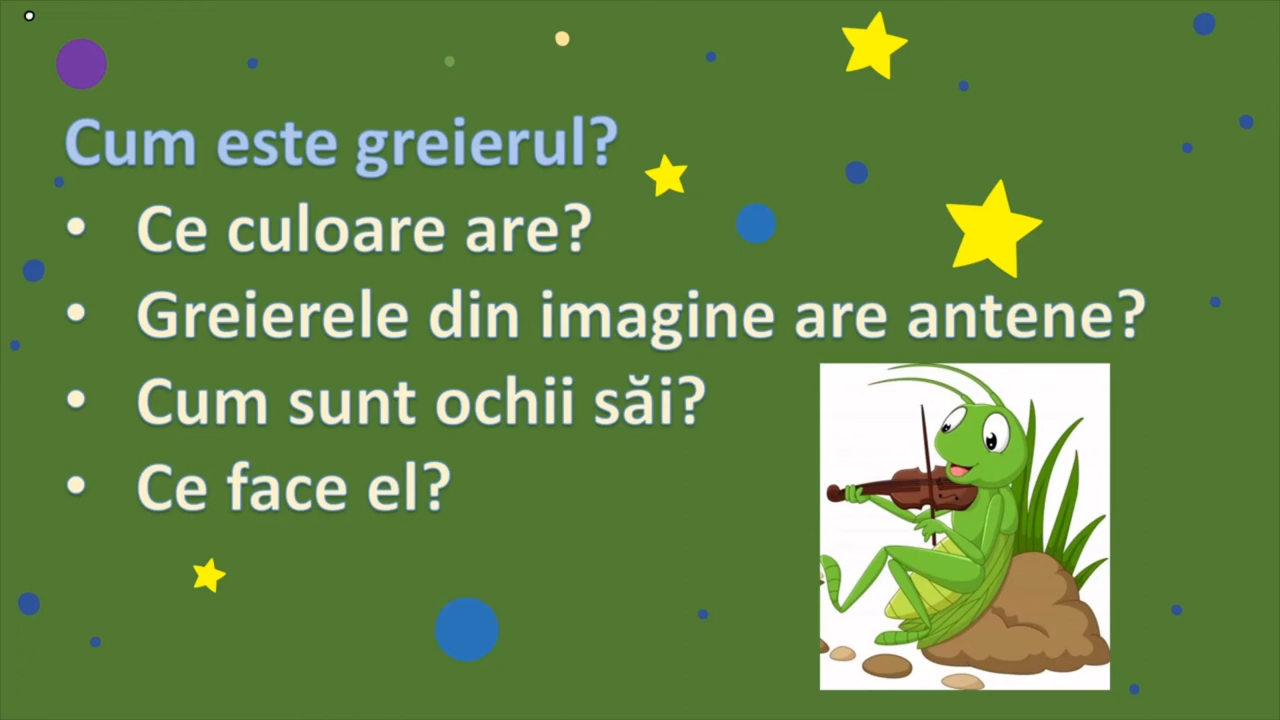 Cum este greierul?
• Ce culoare are?
• Greierele din imagine are antene?
• Cum sunt ochii săi?
• Ce face el?